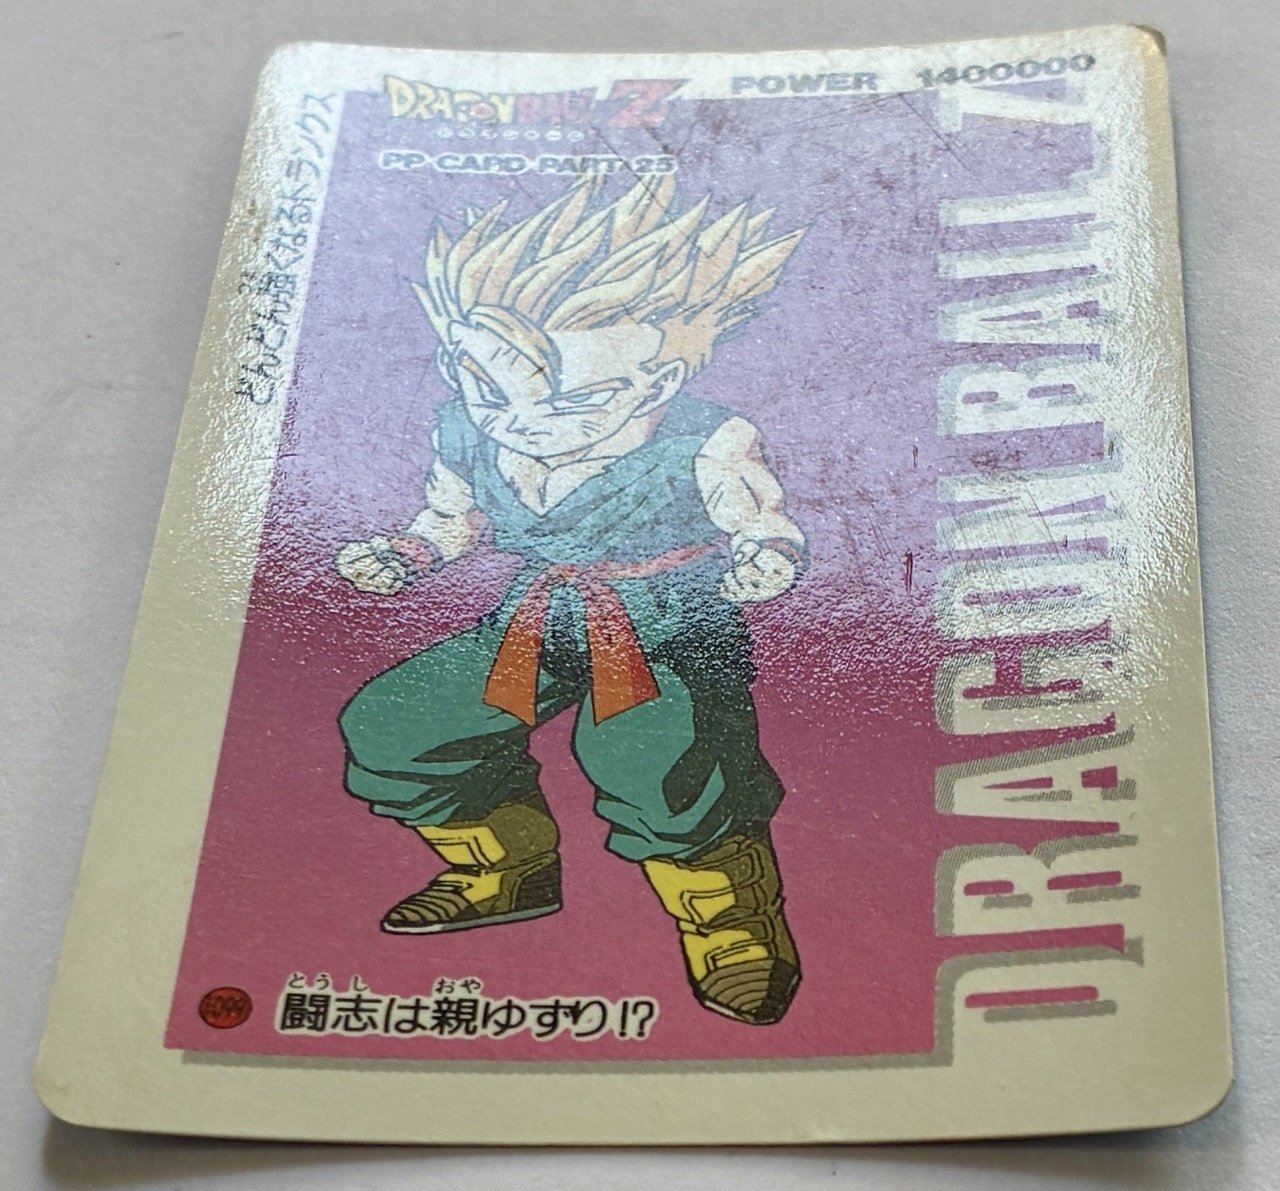 DRAGON BALL Z
POWER 1400000
PP CARD PART 25
どんどん強くなるトランクス
DRAGON BALL Z
とうし おや
闘志は親ゆずり!?